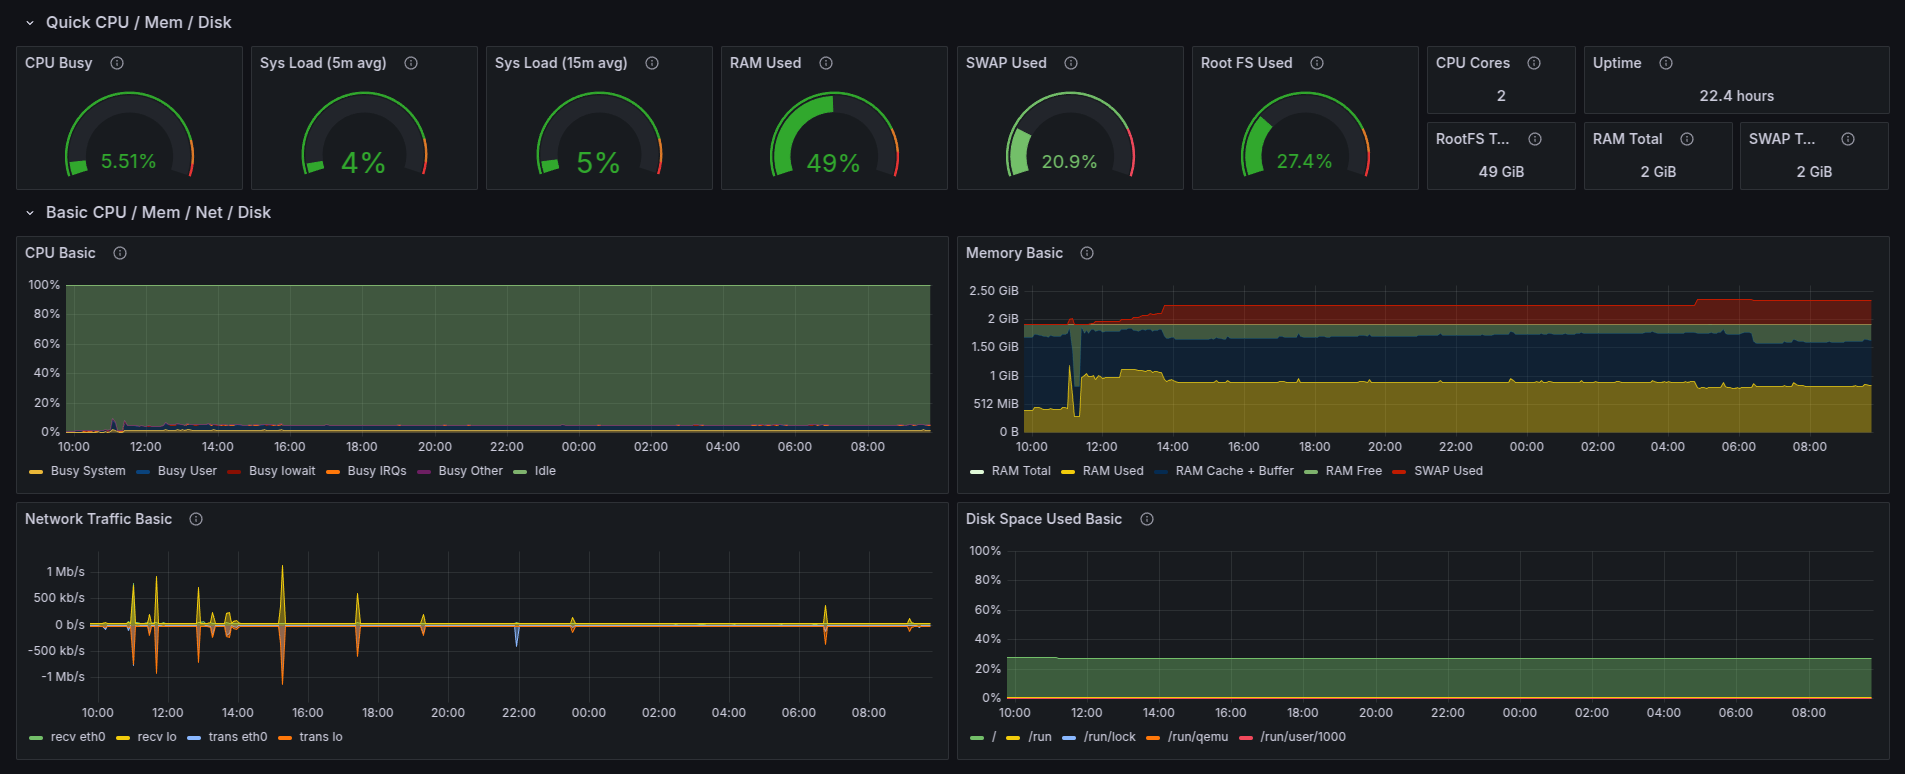 Quick CPU / Mem / Disk
CPU Busy
5.51%
Sys Load (5m avg)
4%
Sys Load (15m avg)
5%
RAM Used
49%
SWAP Used
20.9%
Root FS Used
27.4%
CPU Cores
2
Uptime
22.4 hours
RootFS T...
49 GiB
RAM Total
2 GiB
SWAP T...
2 GiB
Basic CPU / Mem / Net / Disk
CPU Basic
100%
80%
60%
40%
20%
0%
10:00 12:00 14:00 16:00 18:00 20:00 22:00 00:00 02:00 04:00 06:00 08:00
Busy System Busy User Busy Iowait Busy IRQs Busy Other Idle
Memory Basic
2.50 GiB
2 GiB
1.50 GiB
1 GiB
512 MiB
0 B
10:00 12:00 14:00 16:00 18:00 20:00 22:00 00:00 02:00 04:00 06:00 08:00
RAM Total RAM Used RAM Cache + Buffer RAM Free SWAP Used
Network Traffic Basic
1 Mb/s
500 kb/s
0 b/s
-500 kb/s
-1 Mb/s
10:00 12:00 14:00 16:00 18:00 20:00 22:00 00:00 02:00 04:00 06:00 08:00
recv eth0 recv lo trans eth0 trans lo
Disk Space Used Basic
100%
80%
60%
40%
20%
0%
10:00 12:00 14:00 16:00 18:00 20:00 22:00 00:00 02:00 04:00 06:00 08:00
/ /run /run/lock /run/qemu /run/user/1000